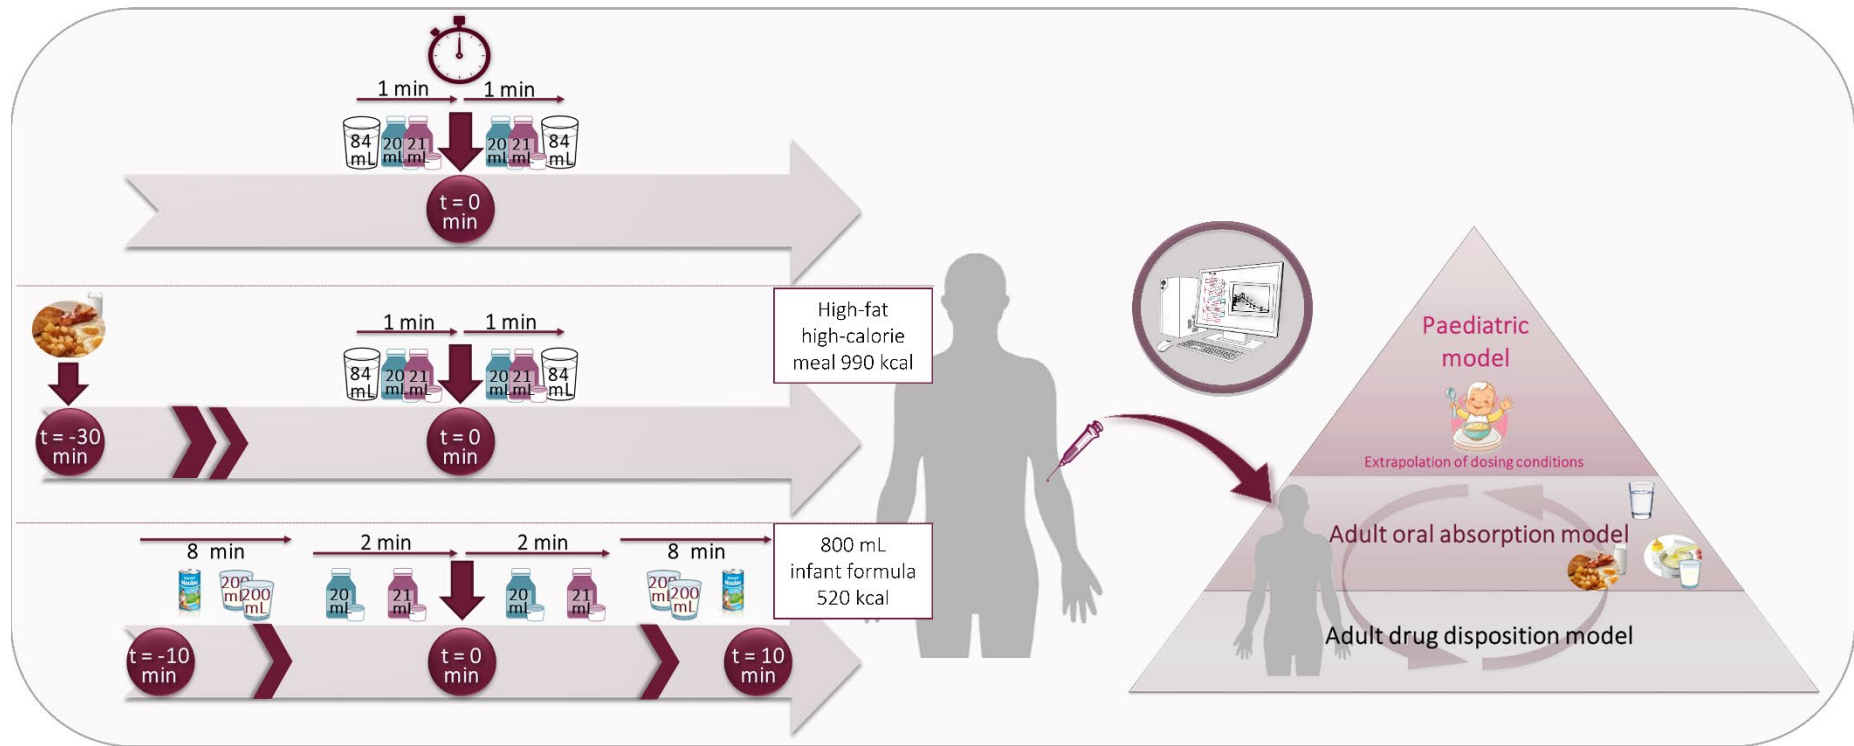 1 min 1 min
84 mL
20 mL
21 mL
20 mL
21 mL
84 mL
t = 0 min
1 min 1 min
84 mL
20 mL
21 mL
20 mL
21 mL
84 mL
High-fat
high-calorie
meal 990 kcal
t = -30
min
t = 0
min
8 min 2 min 2 min 8 min
200 mL
200 mL
20 mL
21 mL
20 mL
21 mL
200 mL
200 mL
800 mL
infant formula
520 kcal
t = -10
min
t = 0
min
t = 10
min
Paediatric
model
Extrapolation of dosing conditions
Adult oral absorption model
Adult drug disposition model